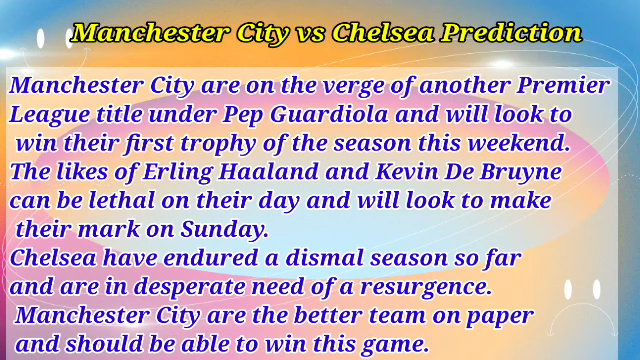 Manchester City vs Chelsea Prediction
Manchester City are on the verge of another Premier
League title under Pep Guardiola and will look to
win their first trophy of the season this weekend.
The likes of Erling Haaland and Kevin De Bruyne
can be lethal on their day and will look to make
their mark on Sunday.
Chelsea have endured a dismal season so far
and are in desperate need of a resurgence.
Manchester City are the better team on paper
and should be able to win this game.